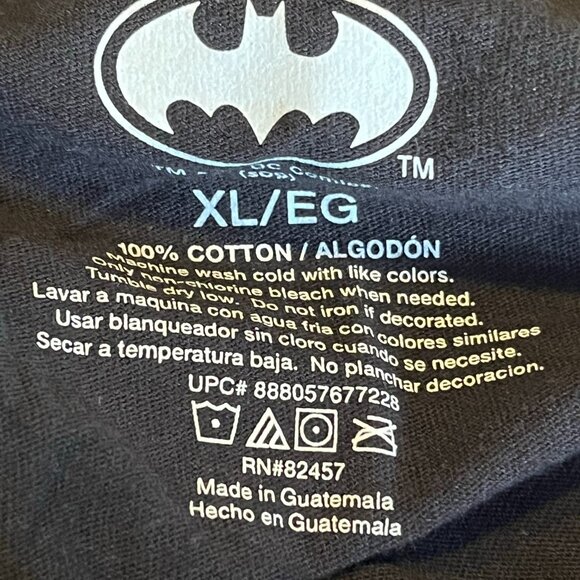 TM
TM -
(s09)
XL/EG
100% COTTON / ALGODÓN
Machine wash cold with like colors.
Only non-chlorine bleach when needed.
Tumble dry low. Do not iron if decorated.
Lavar a maquina con agua fria con colores similares
Usar blanqueador sin cloro cuando se necesite.
Secar a temperatura baja. No planchar decoracion.
UPC# 888057677228
RN#82457
Made in Guatemala
Hecho en Guatemala